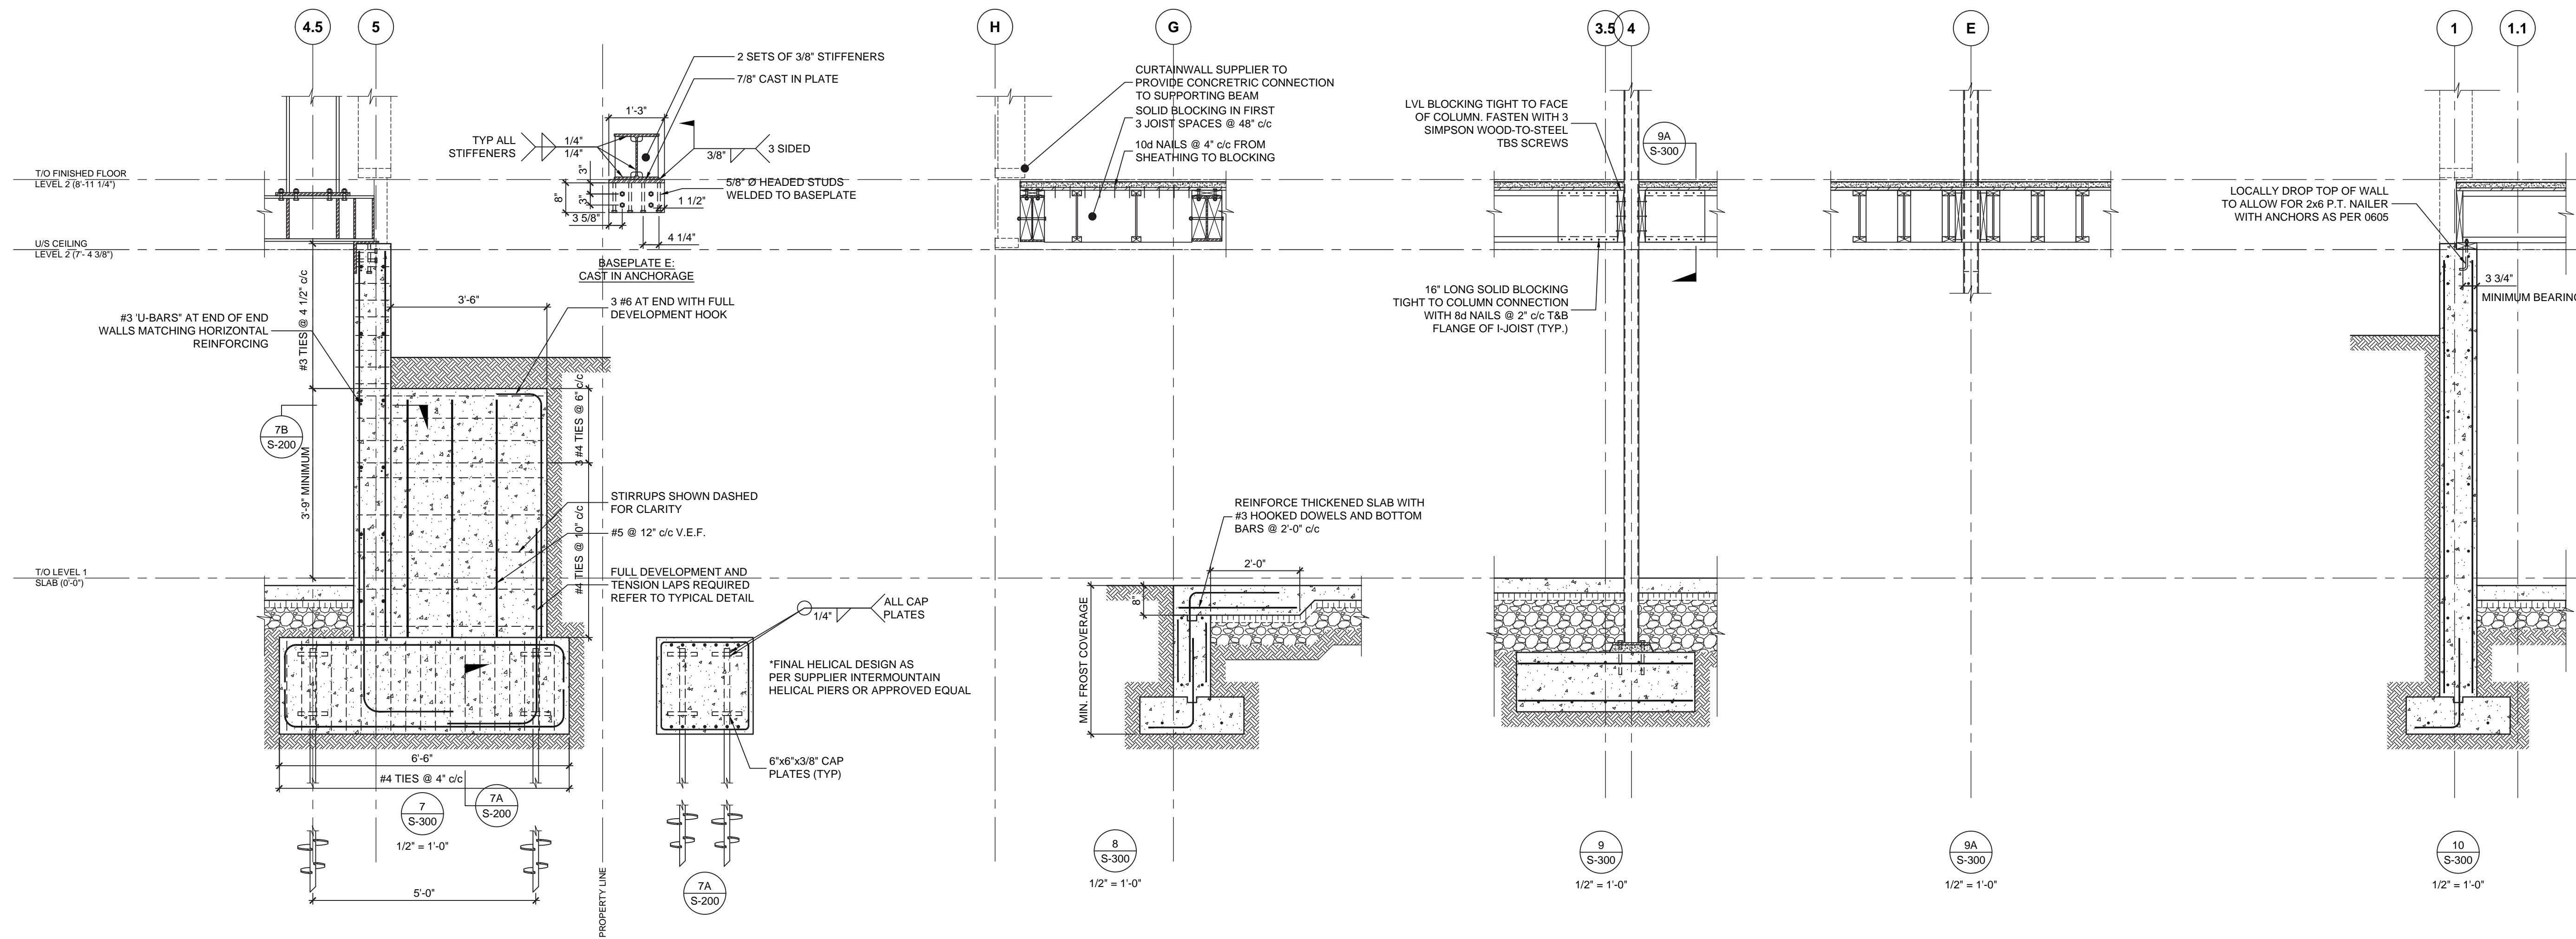 4.5
5
H
G
3.5
4
E
1
1.1
T/O FINISHED FLOOR
LEVEL 2 (8'-11 1/4")
U/S CEILING
LEVEL 2 (7'- 4 3/8")
T/O LEVEL 1
SLAB (0'-0")
#3 'U-BARS" AT END OF END
WALLS MATCHING HORIZONTAL
REINFORCING
#3 TIES @ 4 1/2" c/c
3'-9" MINIMUM
7B
S-200
3'-6"
3 #6 AT END WITH FULL
DEVELOPMENT HOOK
3 #4 TIES @ 6" c/c
#4 TIES @ 10" c/c
STIRRUPS SHOWN DASHED
FOR CLARITY
#5 @ 12" c/c V.E.F.
FULL DEVELOPMENT AND
TENSION LAPS REQUIRED
REFER TO TYPICAL DETAIL
6'-6"
#4 TIES @ 4" c/c
7
S-300
7A
S-200
1/2" = 1'-0"
5'-0"
PROPERTY LINE
2 SETS OF 3/8" STIFFENERS
7/8" CAST IN PLATE
1'-3"
TYP ALL
STIFFENERS
1/4"
1/4"
3/8"
3 SIDED
3"
8"
3"
5/8" Ø HEADED STUDS
WELDED TO BASEPLATE
1 1/2"
3 5/8"
4 1/4"
BASEPLATE E:
CAST IN ANCHORAGE
1/4"
ALL CAP
PLATES
*FINAL HELICAL DESIGN AS
PER SUPPLIER INTERMOUNTAIN
HELICAL PIERS OR APPROVED EQUAL
6"x6"x3/8" CAP
PLATES (TYP)
7A
S-200
CURTAINWALL SUPPLIER TO
PROVIDE CONCRETRIC CONNECTION
TO SUPPORTING BEAM
SOLID BLOCKING IN FIRST
3 JOIST SPACES @ 48" c/c
10d NAILS @ 4" c/c FROM
SHEATHING TO BLOCKING
REINFORCE THICKENED SLAB WITH
#3 HOOKED DOWELS AND BOTTOM
BARS @ 2'-0" c/c
2'-0"
8"
MIN. FROST COVERAGE
8
S-300
1/2" = 1'-0"
LVL BLOCKING TIGHT TO FACE
OF COLUMN. FASTEN WITH 3
SIMPSON WOOD-TO-STEEL
TBS SCREWS
9A
S-300
16" LONG SOLID BLOCKING
TIGHT TO COLUMN CONNECTION
WITH 8d NAILS @ 2" c/c T&B
FLANGE OF I-JOIST (TYP.)
9
S-300
1/2" = 1'-0"
9A
S-300
1/2" = 1'-0"
LOCALLY DROP TOP OF WALL
TO ALLOW FOR 2x6 P.T. NAILER
WITH ANCHORS AS PER 0605
3 3/4"
MINIMUM BEARING
10
S-300
1/2" = 1'-0"